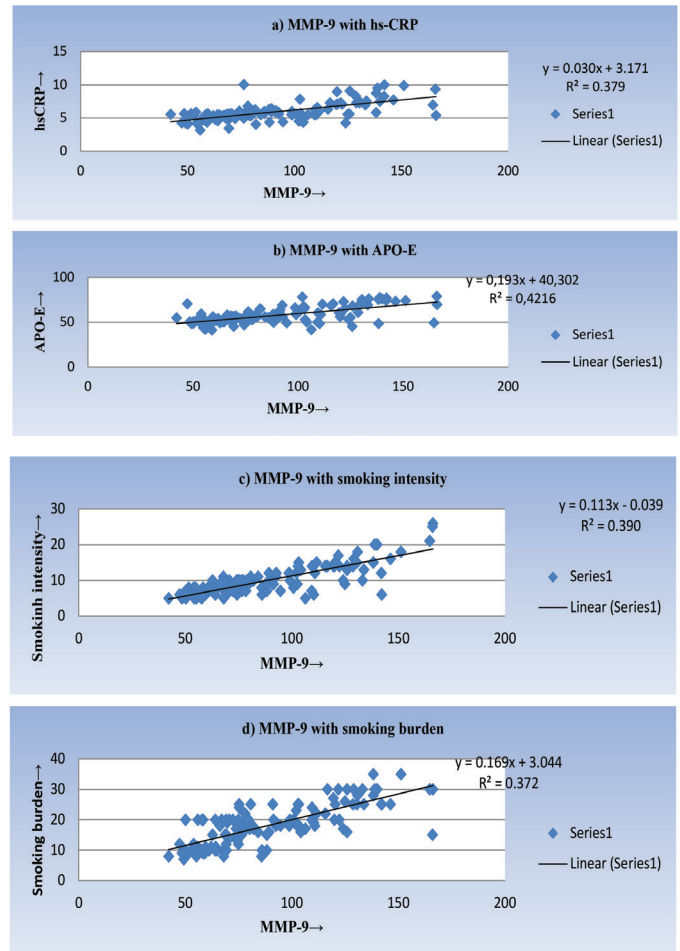 a) MMP-9 with hs-CRP
15
10
5
0
hsCRP→
0 50 100 150 200
MMP-9→
y = 0.030x + 3.171
R² = 0.379
Series1
Linear (Series1)
b) MMP-9 with APO-E
100
50
0
APO-E→
0 50 100 150 200
MMP-9→
y = 0,193x + 40,302
R² = 0,4216
Series1
Linear (Series1)
c) MMP-9 with smoking intensity
30
20
10
0
Smokinh intensity→
0 50 100 150 200
MMP-9→
y = 0.113x - 0.039
R² = 0.390
Series1
Linear (Series1)
d) MMP-9 with smoking burden
40
30
20
10
0
Smoking burden→
0 50 100 150 200
MMP-9→
y = 0.169x + 3.044
R² = 0.372
Series1
Linear (Series1)